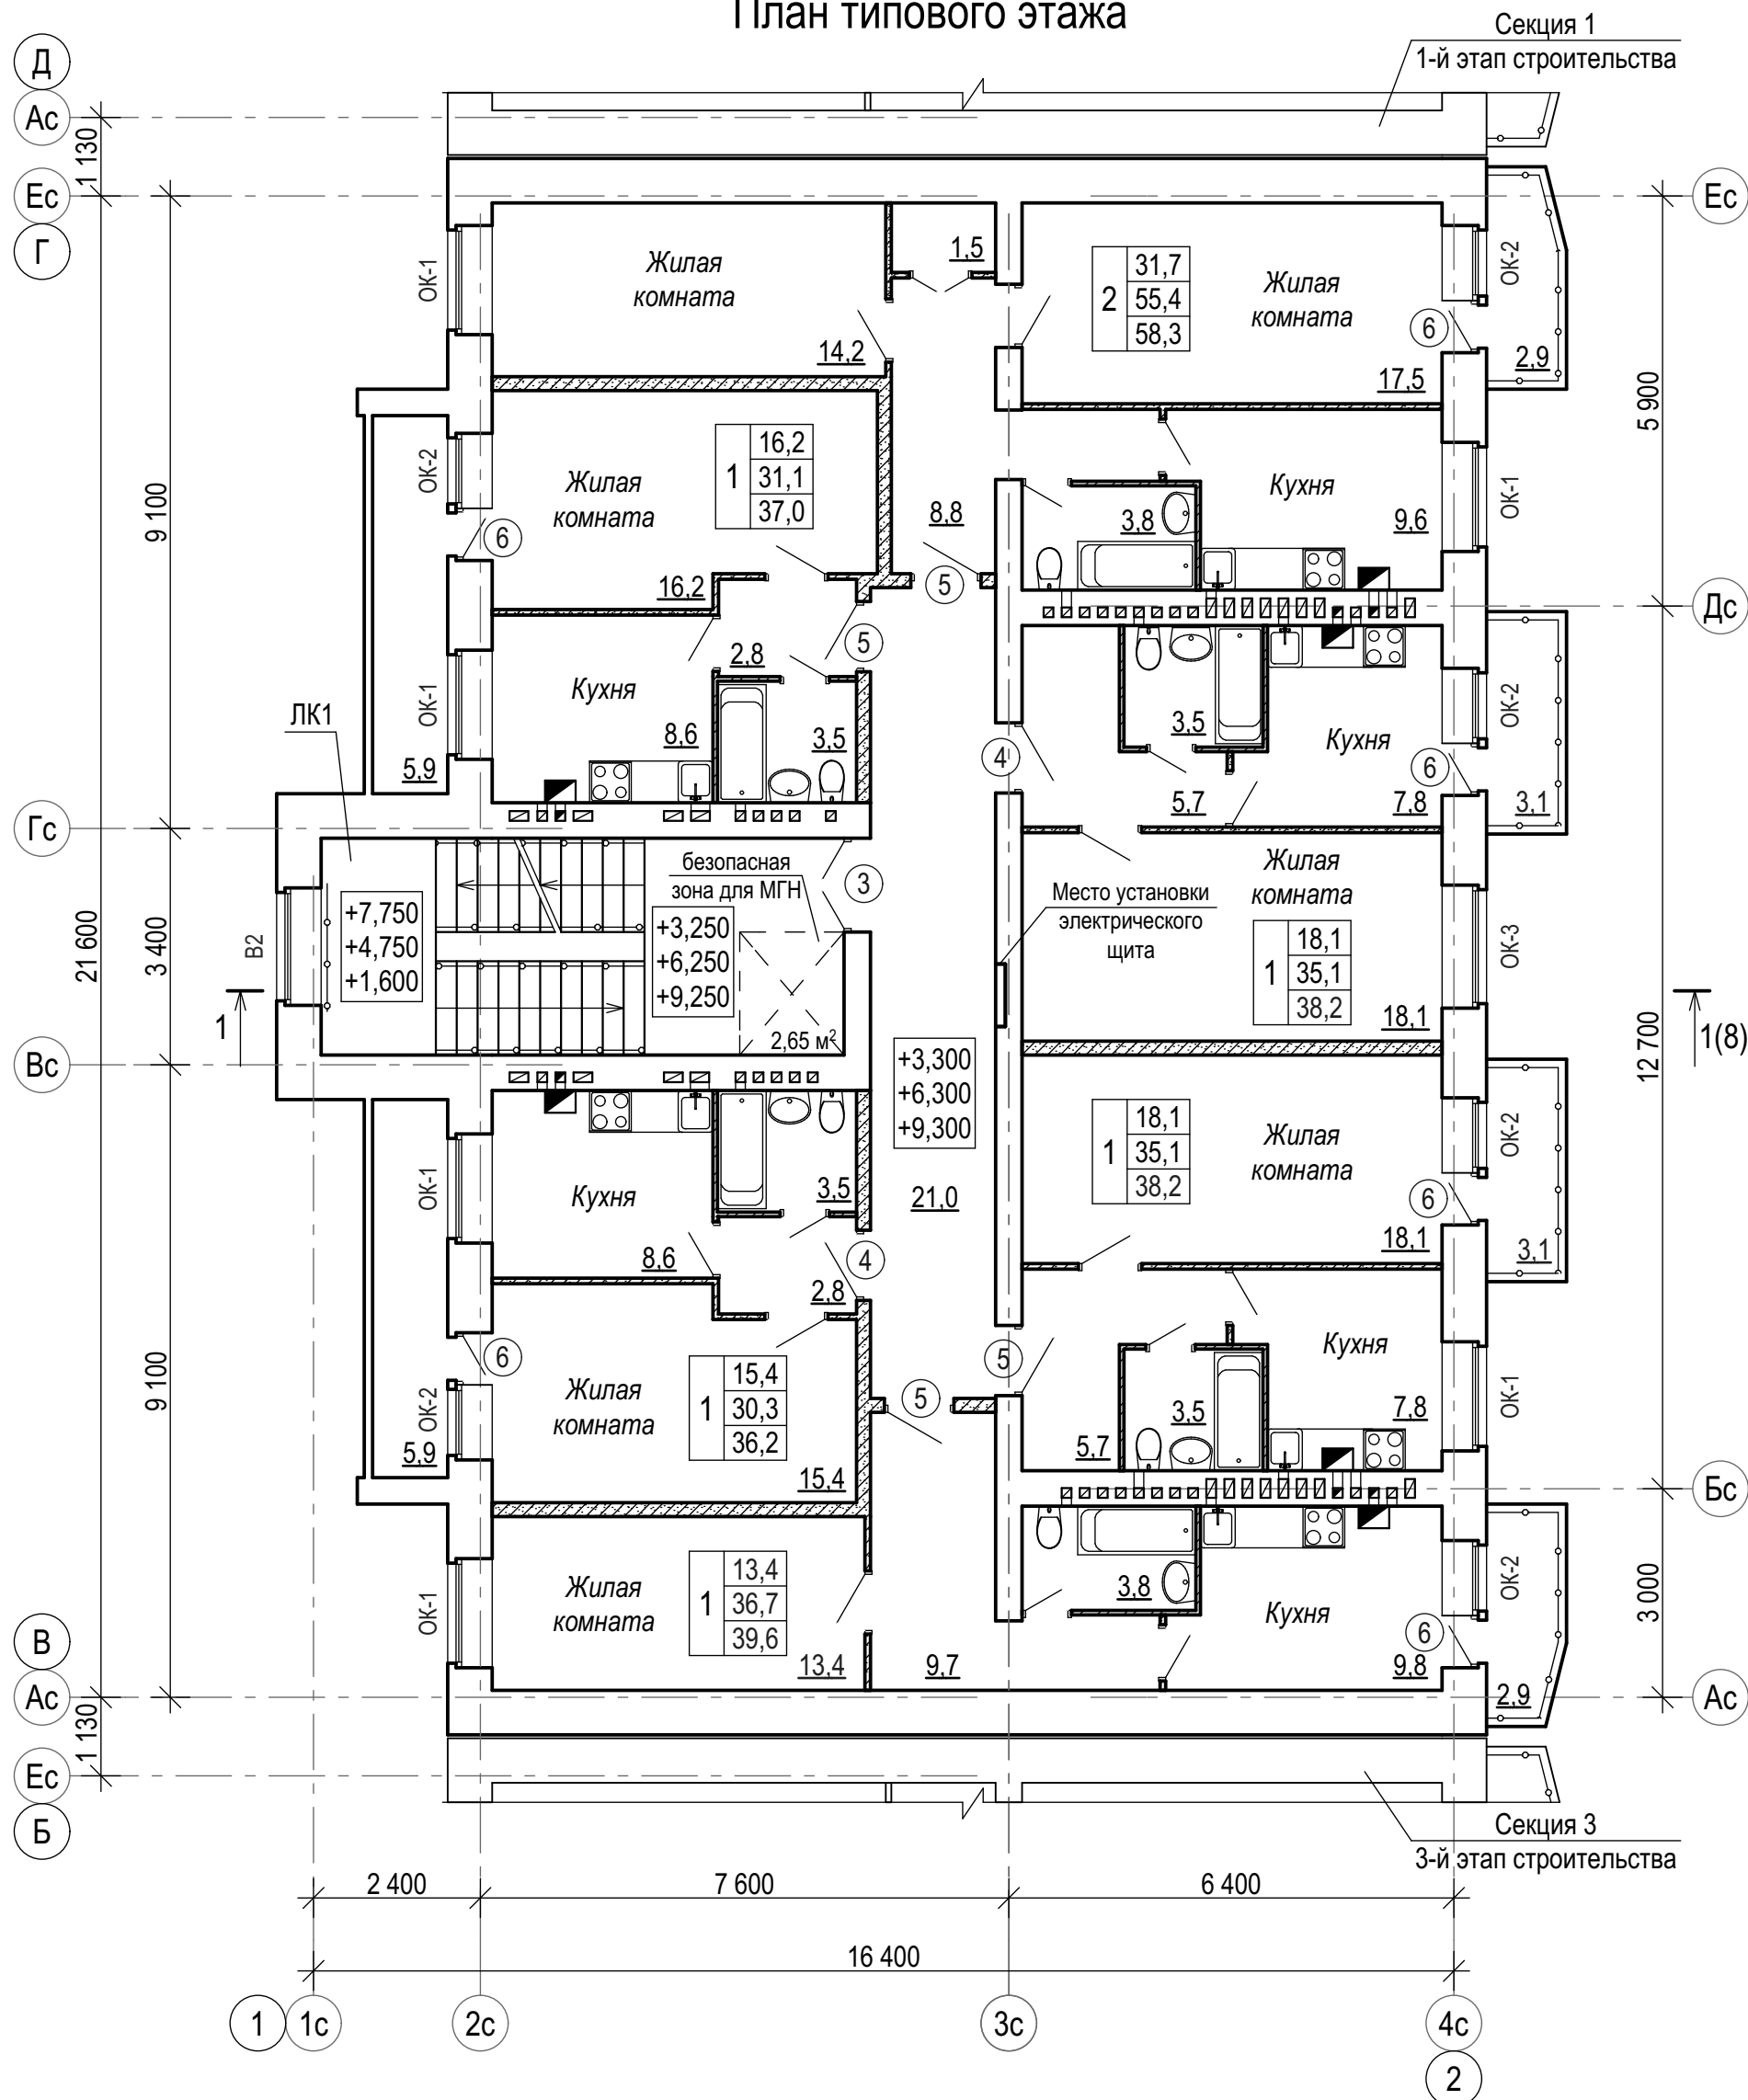 План типового этажа
Секция 1
1-й этап строительства
Д
Ас
1 130
Ес
Ес
Г
ОК-1
Жилая
комната
14,2
1,5
2
31,7
55,4
58,3
Жилая
комната
17,5
6
ОК-2
2,9
5 900
9 100
ОК-2
6
Жилая
комната
16,2
1
16,2
31,1
37,0
8,8
5
3,8
Кухня
9,6
ОК-1
Дс
ОК-1
Кухня
8,6
2,8
3,5
5
5,9
ЛК1
4
3,5
5,7
Кухня
7,8
6
ОК-2
3,1
Гс
21 600
3 400
В2
+7,750
+4,750
+1,600
безопасная
зона для МГН
+3,250
+6,250
+9,250
2,65 м²
3
Место установки
электрического
щита
Жилая
комната
1
18,1
35,1
38,2
18,1
ОК-3
12 700
1
1(8)
Вс
+3,300
+6,300
+9,300
21,0
1
18,1
35,1
38,2
Жилая
комната
18,1
6
ОК-2
3,1
ОК-1
Кухня
8,6
3,5
2,8
4
9 100
6
ОК-2
5,9
Жилая
комната
1
15,4
30,3
36,2
15,4
5
5
5,7
3,5
Кухня
7,8
ОК-1
Бс
ОК-1
Жилая
комната
1
13,4
36,7
39,6
13,4
9,7
3,8
Кухня
9,8
6
ОК-2
2,9
3 000
В
Ас
Ас
1 130
Ес
Б
Секция 3
3-й этап строительства
2 400
7 600
6 400
16 400
1
1с
2с
3с
4с
2